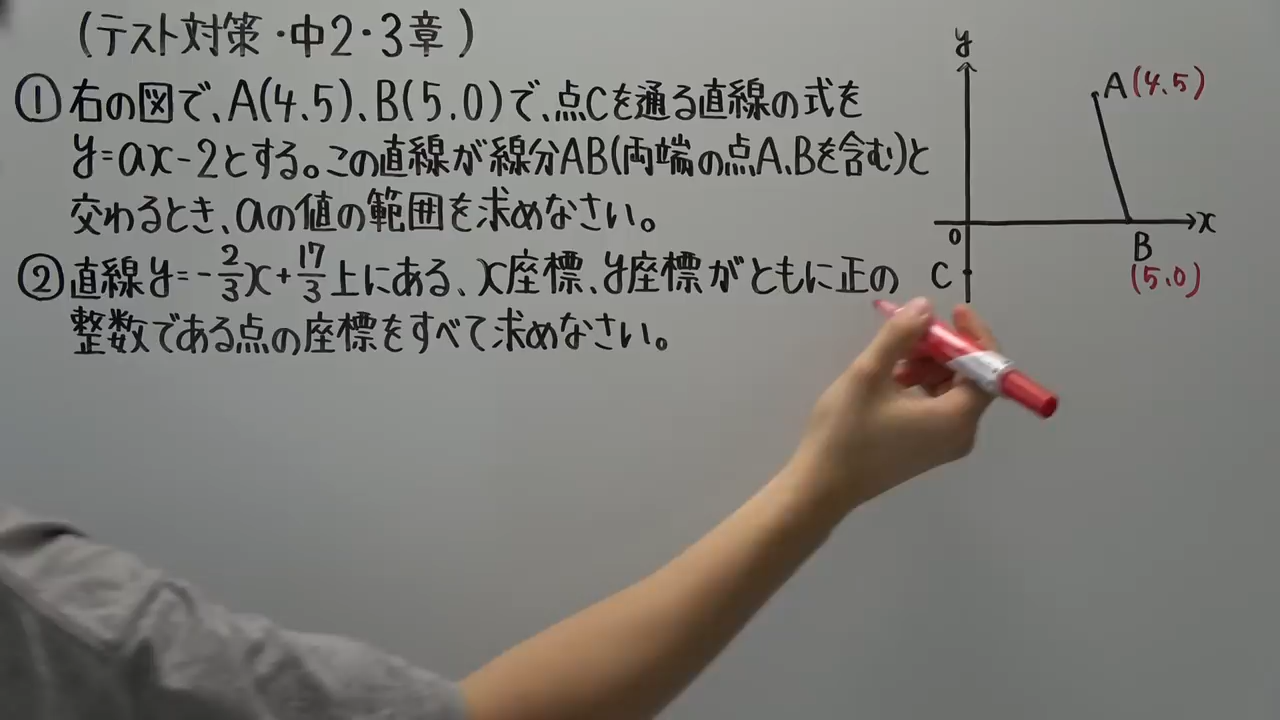 (テスト対策・中2・3章)
①右の図で、A(4.5)、B(5.0)で、点Cを通る直線の式を
y=ax-2とする。この直線が線分AB(両端の点A、Bを含む)と
交わるとき、aの値の範囲を求めなさい。
②直線y=-2/3x+17/3上にある、x座標、y座標がともに正の
整数である点の座標をすべて求めなさい。
y
A(4.5)
x
O
B
C
(5.0)